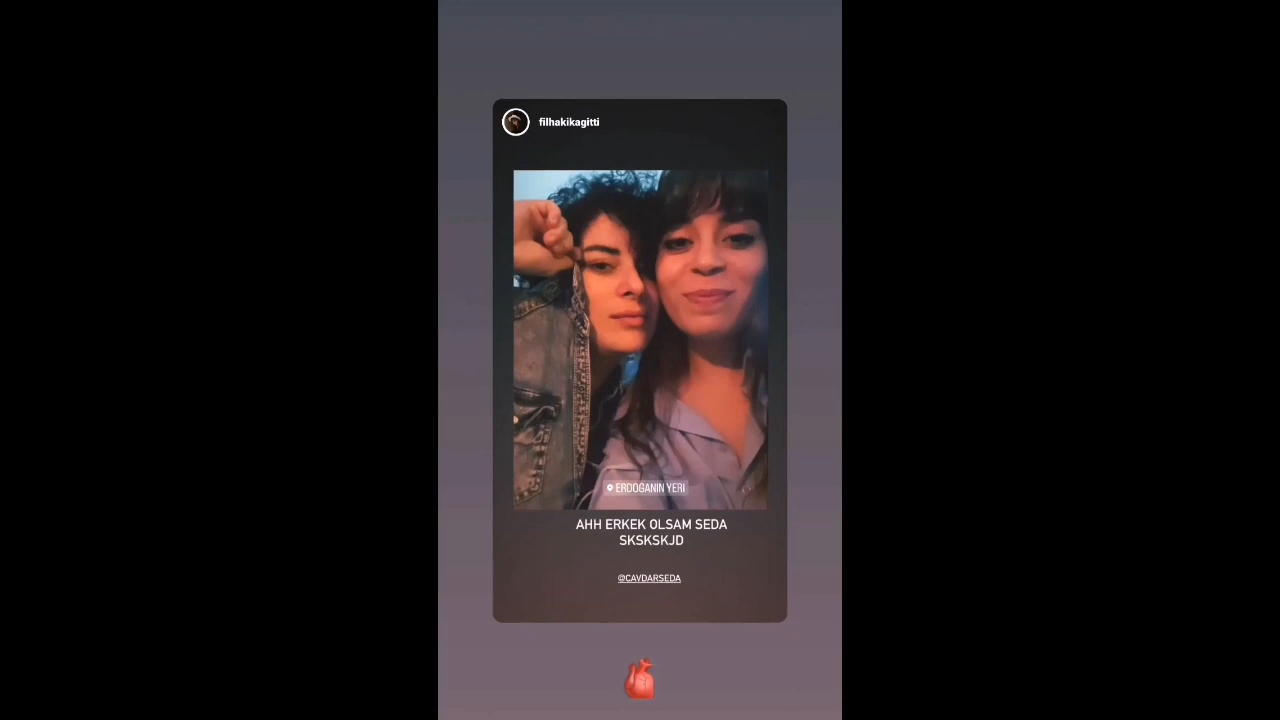 filhakikagitti
ERDOGANIN YERI
AHH ERKEK OLSAM SEDA
SKSKSKJD
@CAVDARSEDA